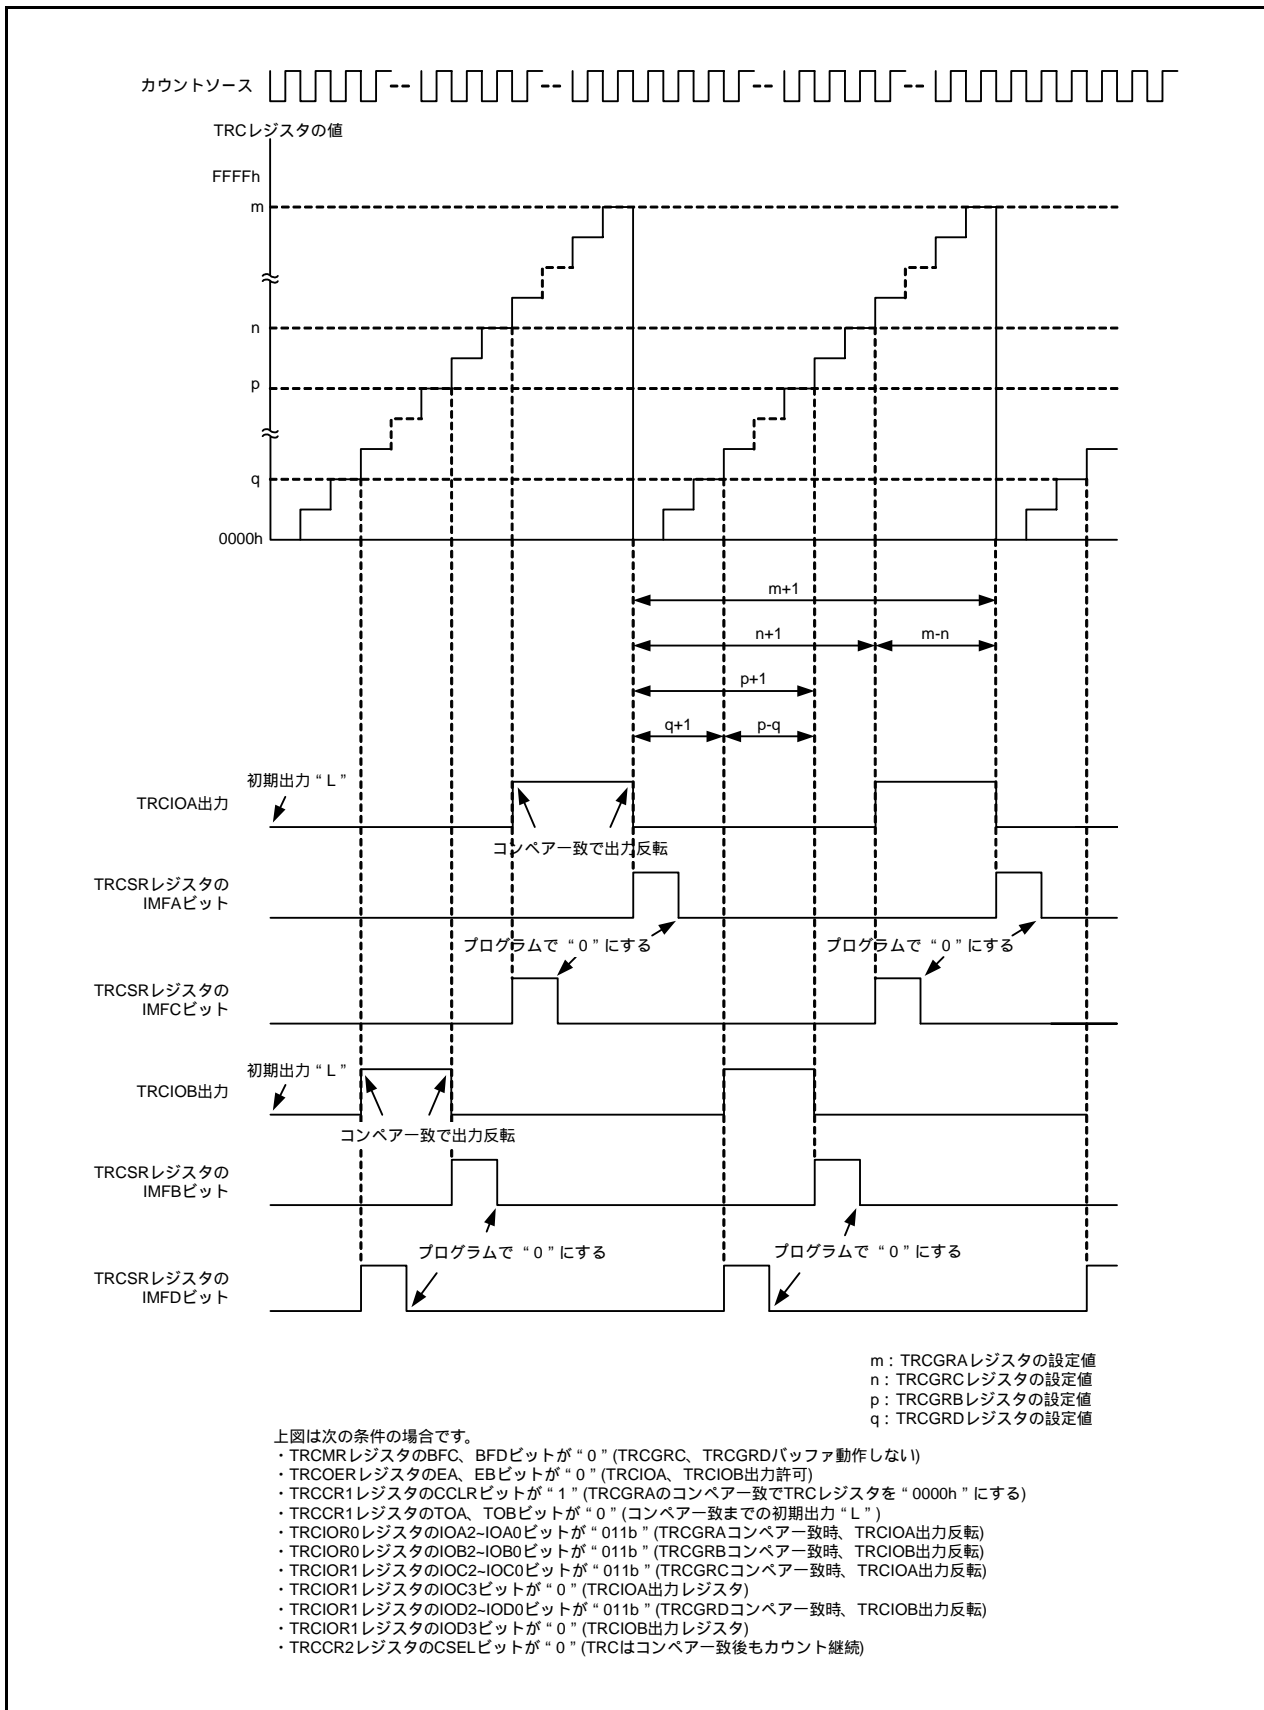 カウントソース
TRCレジスタの値
FFFFh
m
n
p
q
0000h
m+1
n+1
m-n
p+1
q+1
p-q
初期出力 “ L ”
TRCIOA出力
コンペア一致で出力反転
TRCSRレジスタの
IMFAビット
プログラムで “ 0 ” にする
プログラムで “ 0 ” にする
TRCSRレジスタの
IMFCビット
初期出力 “ L ”
TRCIOB出力
コンペア一致で出力反転
TRCSRレジスタの
IMFBビット
プログラムで “ 0 ” にする
プログラムで “ 0 ” にする
TRCSRレジスタの
IMFDビット
m : TRCGRAレジスタの設定値
n : TRCGRCレジスタの設定値
p : TRCGRBレジスタの設定値
q : TRCGRDレジスタの設定値
上図は次の条件の場合です。
・TRCMRレジスタのBFC、BFDビットが “ 0 ” (TRCGRC、TRCGRDバッファ動作しない)
・TRCOERレジスタのEA、EBビットが “ 0 ” (TRCIOA、TRCIOB出力許可)
・TRCCR1レジスタのCCLRビットが “ 1 ” (TRCGRAのコンペア一致でTRCレジスタを “ 0000h ” にする)
・TRCCR1レジスタのTOA、TOBビットが “ 0 ” (コンペア一致までの初期出力 “ L ” )
・TRCIOR0レジスタのIOA2~IOA0ビットが “ 011b ” (TRCGRAコンペア一致時、TRCIOA出力反転)
・TRCIOR0レジスタのIOB2~IOB0ビットが “ 011b ” (TRCGRBコンペア一致時、TRCIOB出力反転)
・TRCIOR1レジスタのIOC2~IOC0ビットが “ 011b ” (TRCGRCコンペア一致時、TRCIOA出力反転)
・TRCIOR1レジスタのIOC3ビットが “ 0 ” (TRCIOA出力レジスタ)
・TRCIOR1レジスタのIOD2~IOD0ビットが “ 011b ” (TRCGRDコンペア一致時、TRCIOB出力反転)
・TRCIOR1レジスタのIOD3ビットが “ 0 ” (TRCIOB出力レジスタ)
・TRCCR2レジスタのCSELビットが “ 0 ” (TRCはコンペア一致後もカウント継続)